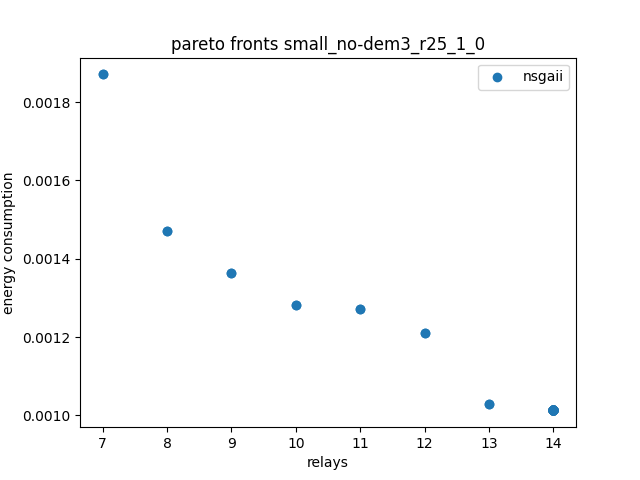 pareto fronts small_no-dem3_r25_1_0
nsgaii
0.0018
0.0016
0.0014
0.0012
0.0010
energy consumption
7 8 9 10 11 12 13 14
relays